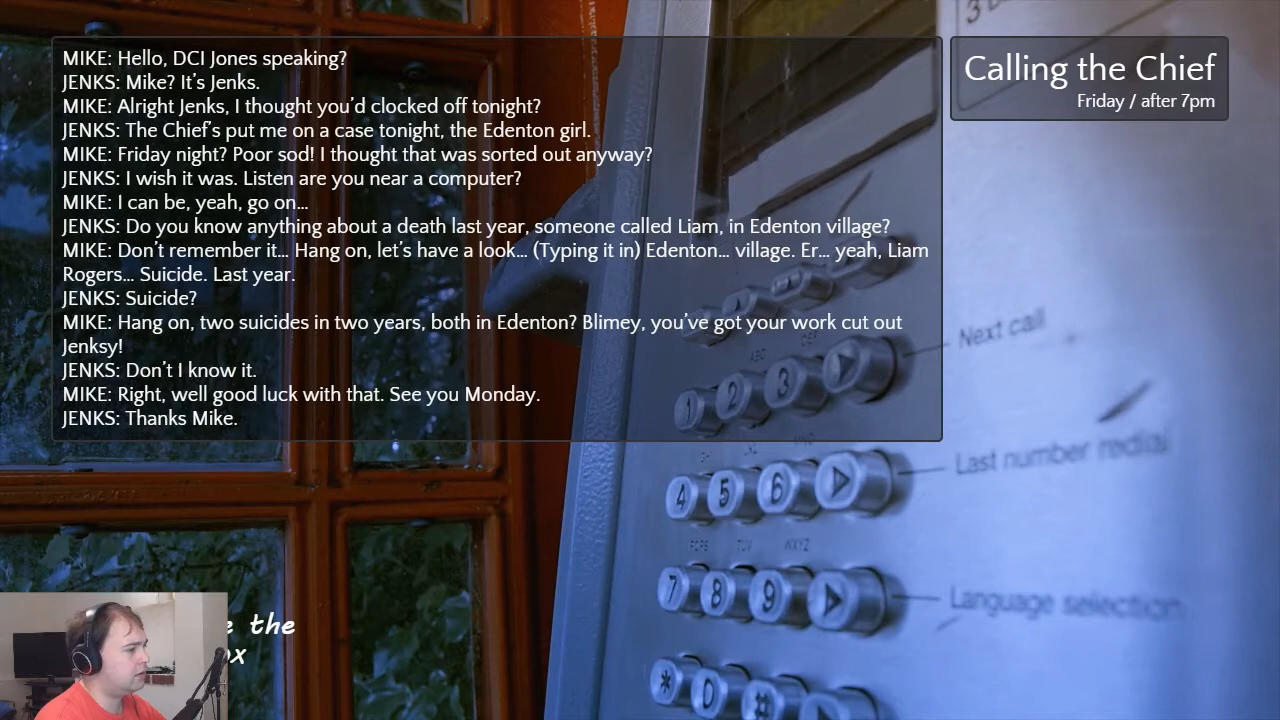 MIKE: Hello, DCI Jones speaking?
JENKS: Mike? It's Jenks.
MIKE: Alright Jenks, I thought you'd clocked off tonight?
JENKS: The Chief's put me on a case tonight, the Edenton girl.
MIKE: Friday night? Poor sod! I thought that was sorted out anyway?
JENKS: I wish it was. Listen are you near a computer?
MIKE: I can be, yeah, go on...
JENKS: Do you know anything about a death last year, someone called Liam, in Edenton village?
MIKE: Don't remember it... Hang on, let's have a look... (Typing it in) Edenton... village. Er... yeah, Liam
Rogers... Suicide. Last year.
JENKS: Suicide?
MIKE: Hang on, two suicides in two years, both in Edenton? Blimey, you've got your work cut out
Jenksy!
JENKS: Don't I know it.
MIKE: Right, well good luck with that. See you Monday.
JENKS: Thanks Mike.
Calling the Chief
Friday / after 7pm
3
Next call
ABC
1 2 3
Last number redial
4 5 6
TUV WXYZ
7 8 9
Language selection
* 0 #
the